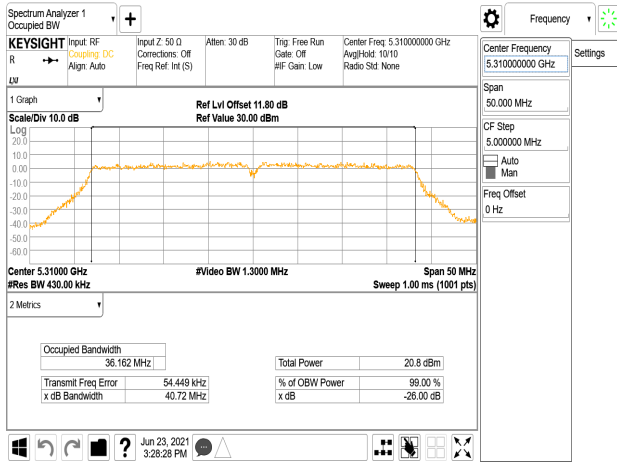 Spectrum Analyzer 1
Occupied BW
Frequency
KEYSIGHT
R
Input: RF
Coupling: DC
Align: Auto
Input Z: 50 Ω
Corrections: Off
Freq Ref: Int (S)
Atten: 30 dB
Trig: Free Run
Gate: Off
#IF Gain: Low
Center Freq: 5.310000000 GHz
Avg|Hold: 10/10
Radio Std: None
LXI
Center Frequency
5.310000000 GHz
Settings
Span
50.000 MHz
CF Step
5.000000 MHz
Auto
Man
Freq Offset
0 Hz
1 Graph
Scale/Div 10.0 dB
Ref Lvl Offset 11.80 dB
Ref Value 30.00 dBm
Log
20.0
10.0
0.00
-10.0
-20.0
-30.0
-40.0
-50.0
-60.0
Center 5.31000 GHz
#Video BW 1.3000 MHz
Span 50 MHz
#Res BW 430.00 kHz
Sweep 1.00 ms (1001 pts)
2 Metrics
Occupied Bandwidth
36.162 MHz
Total Power 20.8 dBm
Transmit Freq Error 54.449 kHz
% of OBW Power 99.00 %
x dB Bandwidth 40.72 MHz
x dB -26.00 dB
?
Jun 23, 2021
3:28:28 PM